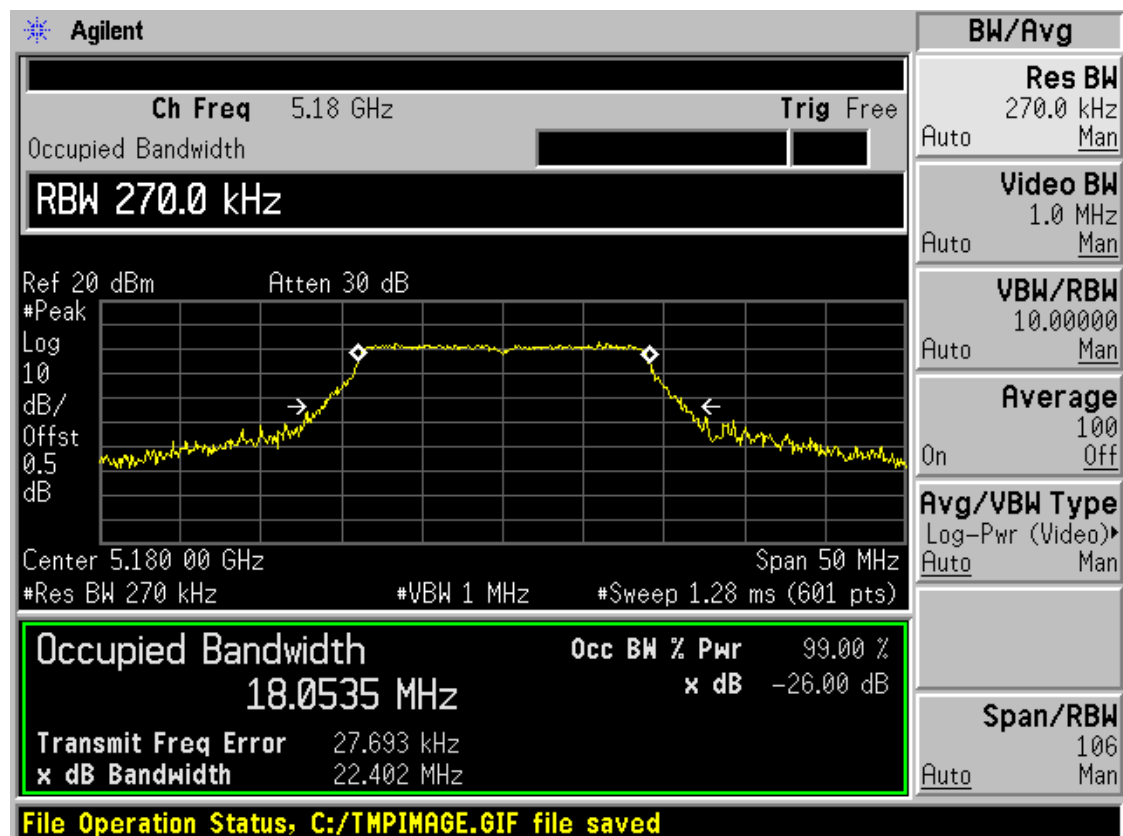 Agilent
BW/Avg
Ch Freq 5.18 GHz Trig Free
Occupied Bandwidth
RBW 270.0 kHz
Ref 20 dBm Atten 30 dB
#Peak
Log
10
dB/
Offst
0.5
dB
Center 5.180 00 GHz Span 50 MHz
#Res BW 270 kHz #VBW 1 MHz #Sweep 1.28 ms (601 pts)
Occupied Bandwidth Occ BW % Pwr 99.00 %
18.0535 MHz x dB -26.00 dB
Transmit Freq Error 27.693 kHz
x dB Bandwidth 22.402 MHz
Res BW
270.0 kHz
Auto Man
Video BW
1.0 MHz
Auto Man
VBW/RBW
10.00000
Auto Man
Average
100
On Off
Avg/VBW Type
Log-Pwr (Video)
Auto Man
Span/RBW
106
Auto Man
File Operation Status, C:/TMPIMAGE.GIF file saved